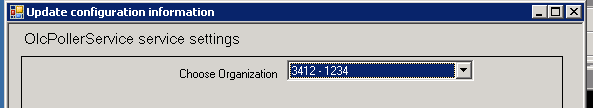 Update configuration information
OlcPollerService service settings
Choose Organization 3412 - 1234